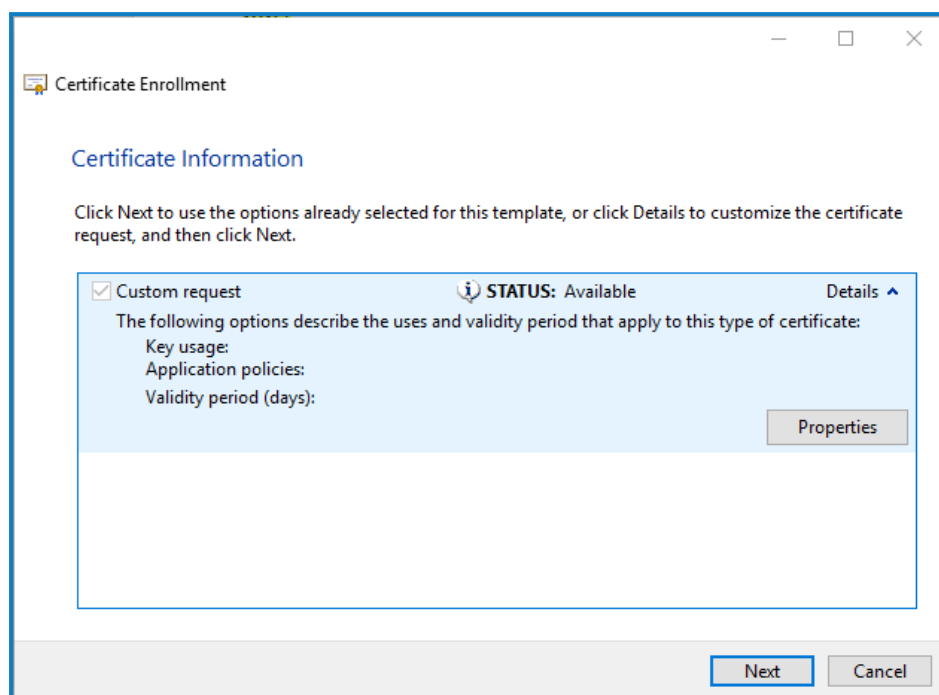 Certificate Enrollment
Certificate Information
Click Next to use the options already selected for this template, or click Details to customize the certificate
request, and then click Next.
Custom request STATUS: Available Details
The following options describe the uses and validity period that apply to this type of certificate:
Key usage:
Application policies:
Validity period (days):
Properties
Next Cancel